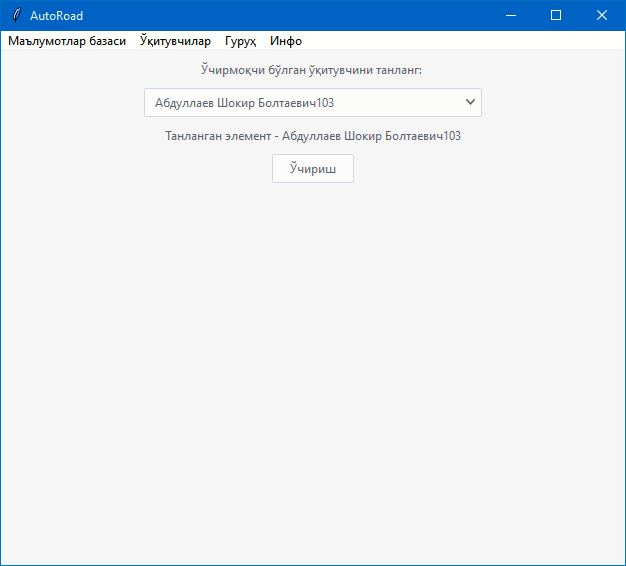 AutoRoad
Маълумотлар базаси Ўқитувчилар Гуруҳ Инфо
Ўчирмоқчи бўлган ўқитувчини танланг:
Абдуллаев Шокир Болтаевич103
Танланган элемент - Абдуллаев Шокир Болтаевич103
Ўчириш